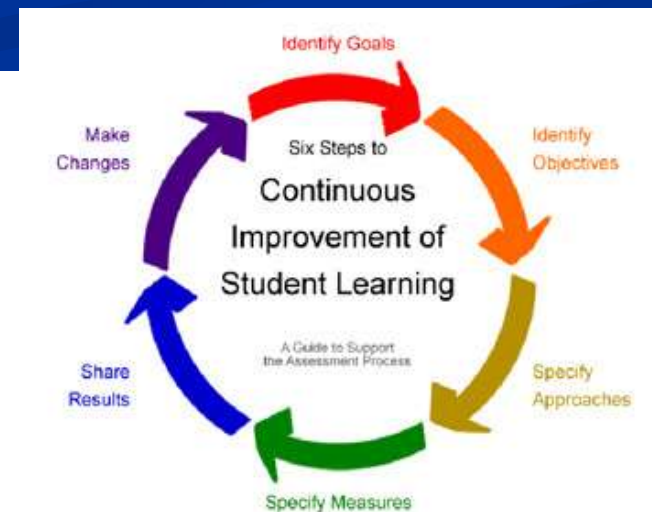 Identify Goals
Identify
Objectives
Specify
Approaches
Specify Measures
Share
Results
Make
Changes
Six Steps to
Continuous
Improvement of
Student Learning
A Guide to Support
the Assessment Process